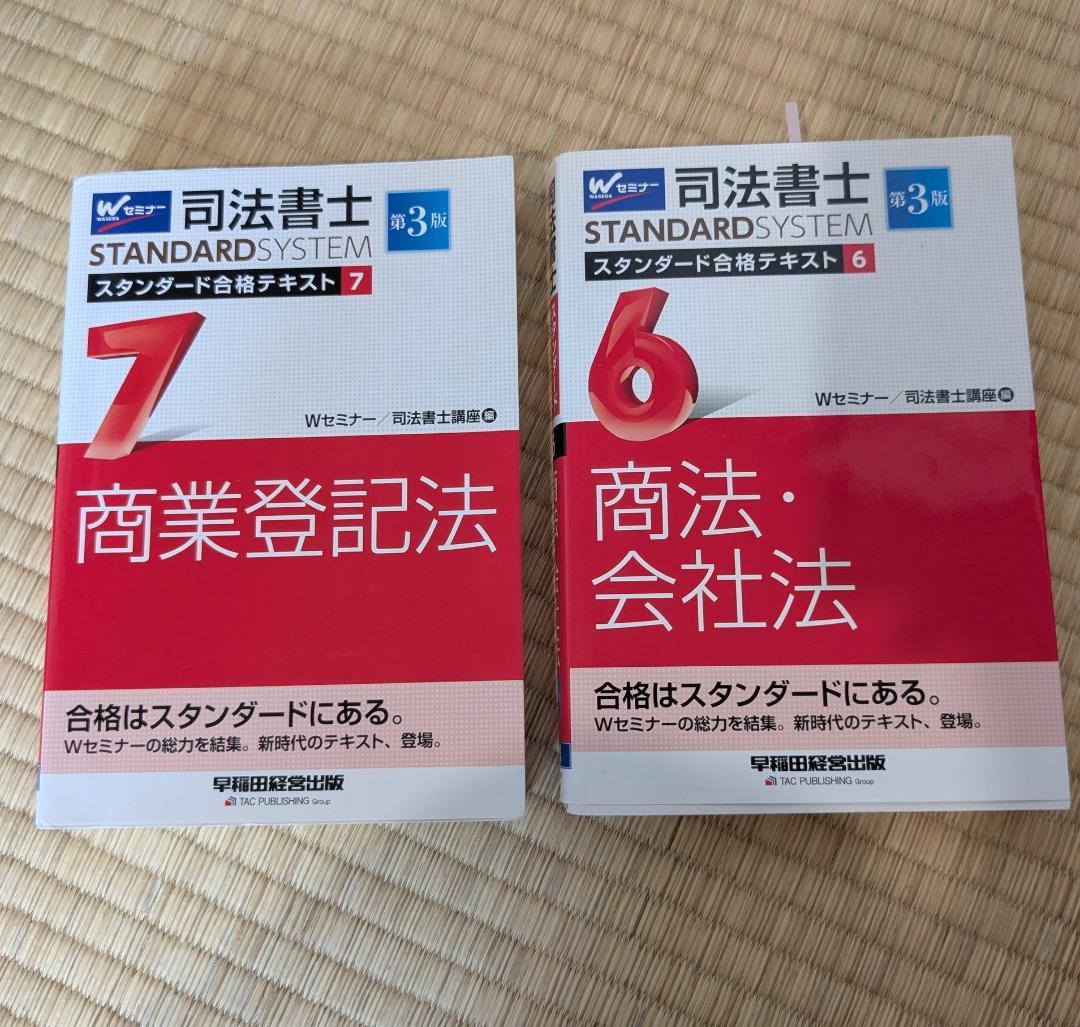 Wセミナー
WASEDA
司法書士
第3版
STANDARDSYSTEM
スタンダード合格テキスト 7
7
Wセミナー／司法書士講座 編
商業登記法
合格はスタンダードにある。
Wセミナーの総力を結集。新時代のテキスト、登場。
早稲田経営出版
TAC PUBLISHING Group
Wセミナー
WASEDA
司法書士
第3版
STANDARDSYSTEM
スタンダード合格テキスト 6
6
Wセミナー／司法書士講座 編
商法・
会社法
合格はスタンダードにある。
Wセミナーの総力を結集。新時代のテキスト、登場。
早稲田経営出版
TAC PUBLISHING Group